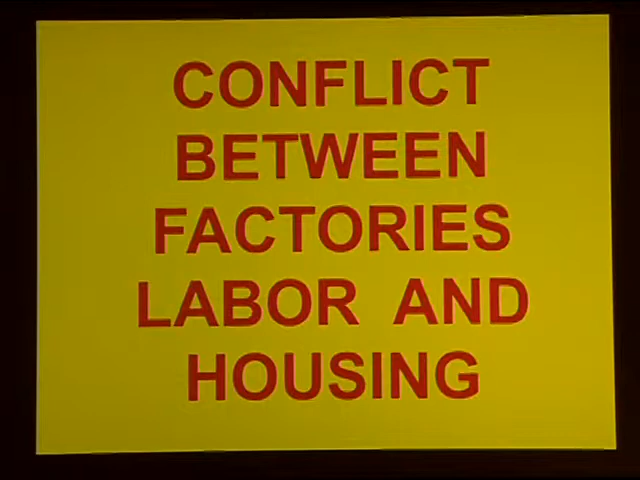 CONFLICT
BETWEEN
FACTORIES
LABOR AND
HOUSING